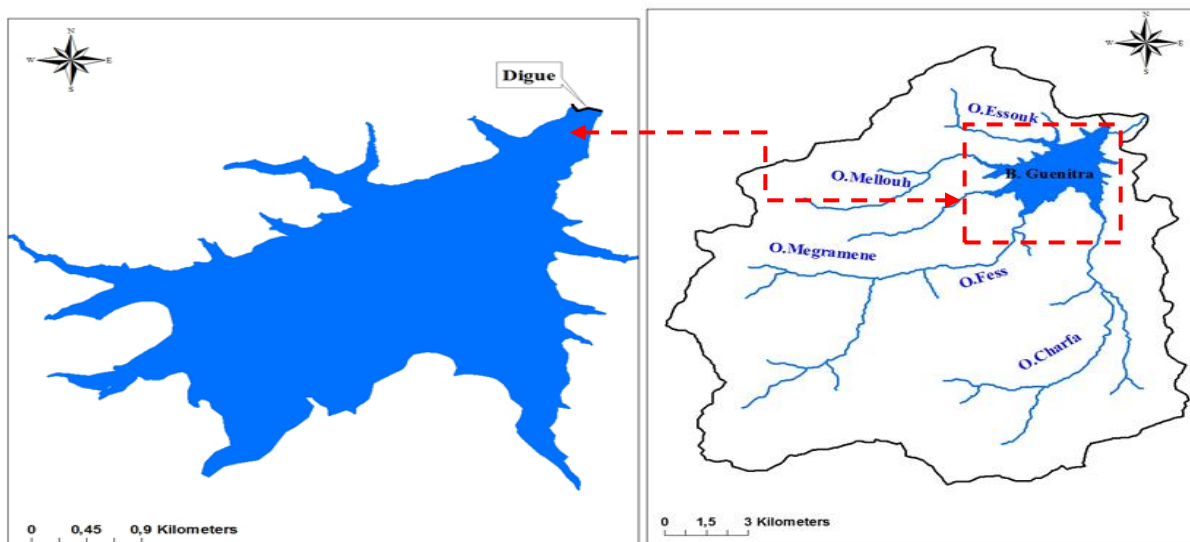 N
W E
S
Digue
0 0,45 0,9 Kilometers
N
W E
S
O.Essouk
B. Guenitra
O.Mellouh
O.Megramene
O.Fess
O.Charfa
0 1,5 3 Kilometers